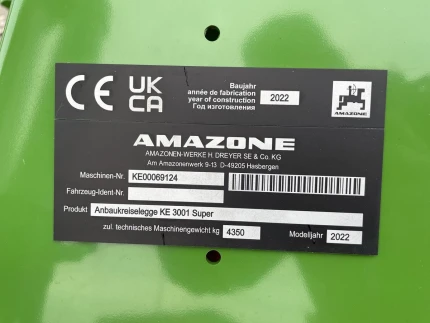 CE UK CA
Baujahr
année de fabrication
year of construction 2022
Год изготовления
AMAZONE
AMAZONE
AMAZONEN-WERKE H. DREYER SE & Co. KG
Am Amazonenwerk 9-13 D-49205 Hasbergen
Maschinen-Nr. KE00069124
Fahrzeug-Ident-Nr.
Produkt Anbaukreiselegge KE 3001 Super
zul. technisches Maschinengewicht kg 4350 Modelljahr 2022